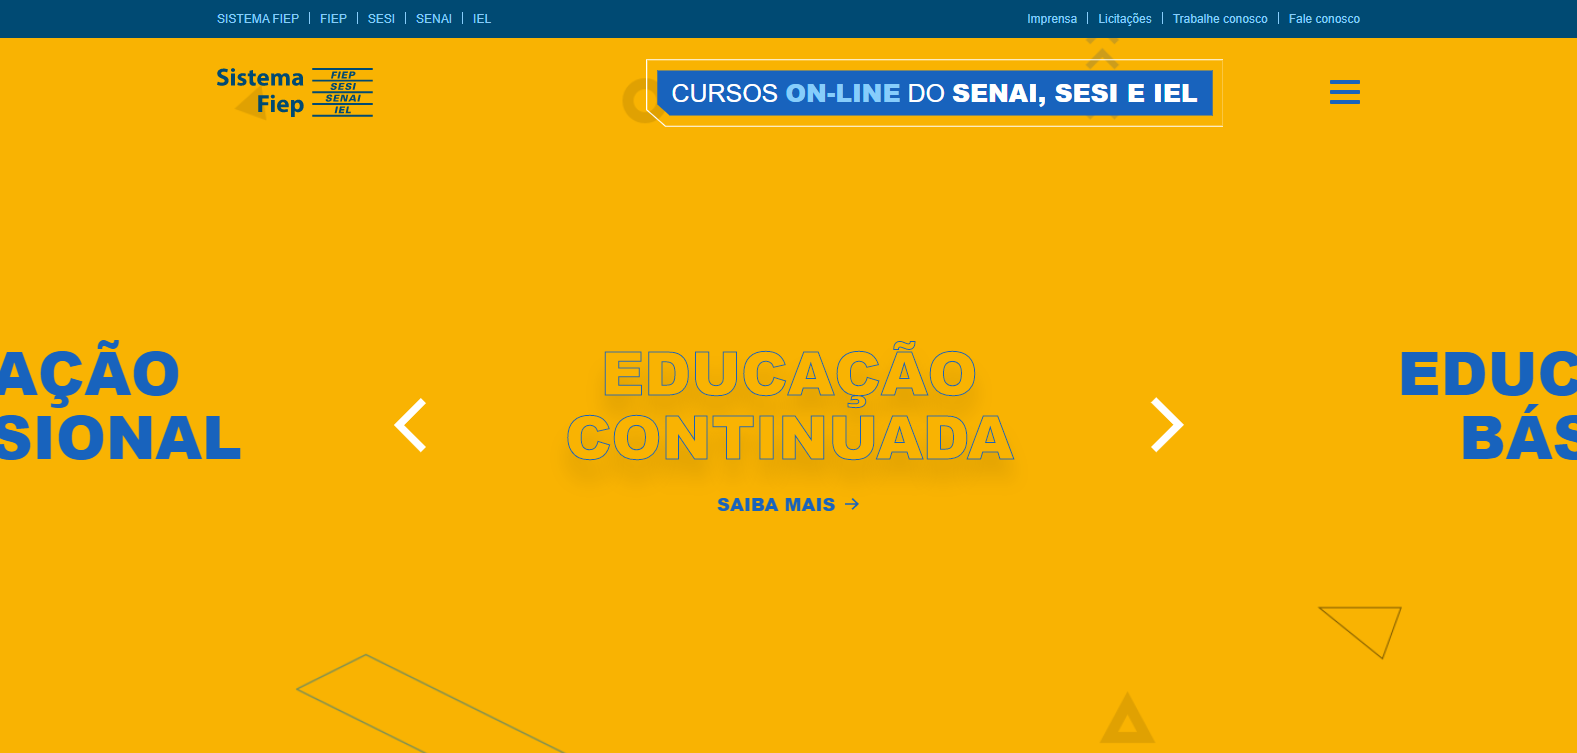 SISTEMA FIEP | FIEP | SESI | SENAI | IEL
Imprensa | Licitações | Trabalhe conosco | Fale conosco
Sistema
Fiep
FIEP
SESI
SENAI
IEL
CURSOS ON-LINE DO SENAI, SESI E IEL
AÇÃO
SIONAL
EDUCAÇÃO
CONTINUADA
EDUC
BÁS
SAIBA MAIS →